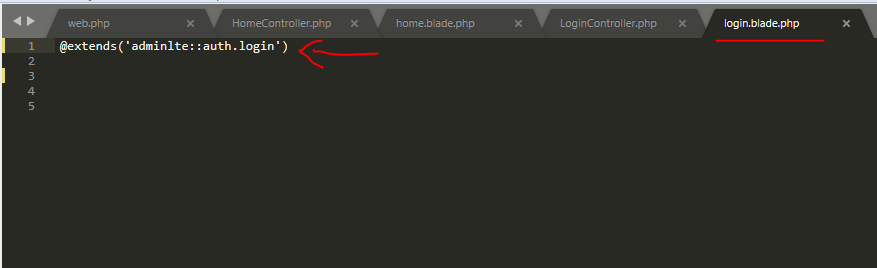 web.php HomeController.php home.blade.php LoginController.php login.blade.php
1 @extends('adminlte::auth.login')
2
3
4
5